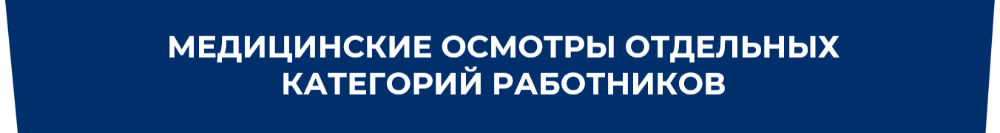 МЕДИЦИНСКИЕ ОСМОТРЫ ОТДЕЛЬНЫХ
КАТЕГОРИЙ РАБОТНИКОВ